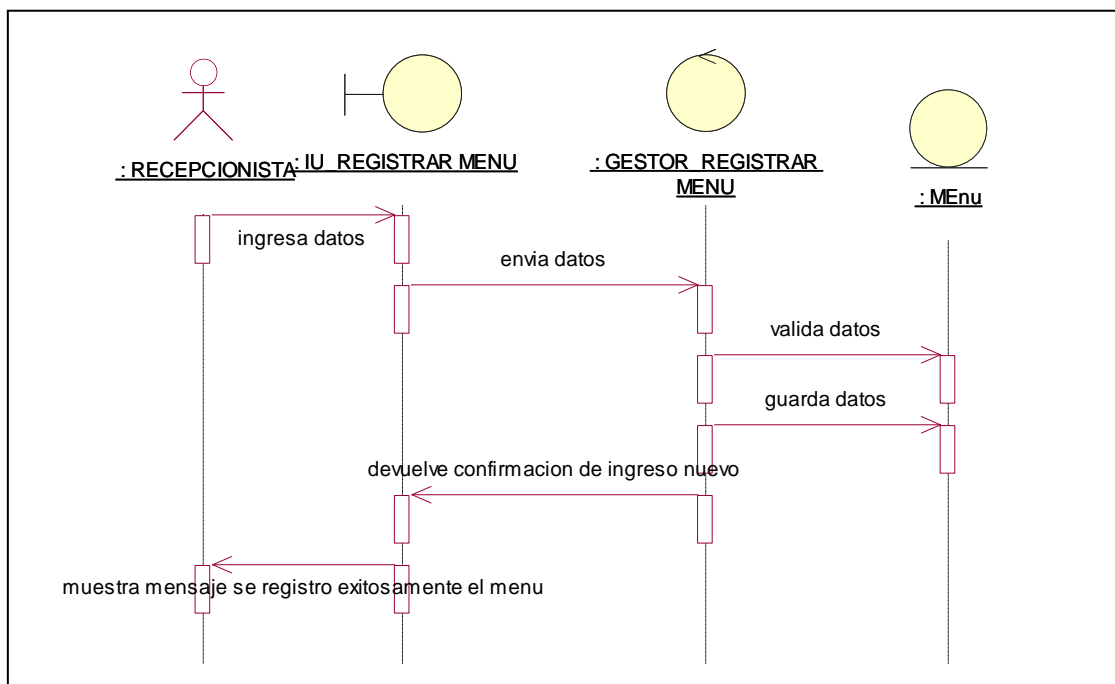 : RECEPCIONISTA
: IU_REGISTRAR MENU
: GESTOR_REGISTRAR
MENU
: MEnu
ingresa datos
envia datos
valida datos
guarda datos
devuelve confirmacion de ingreso nuevo
muestra mensaje se registro exitosamente el menu